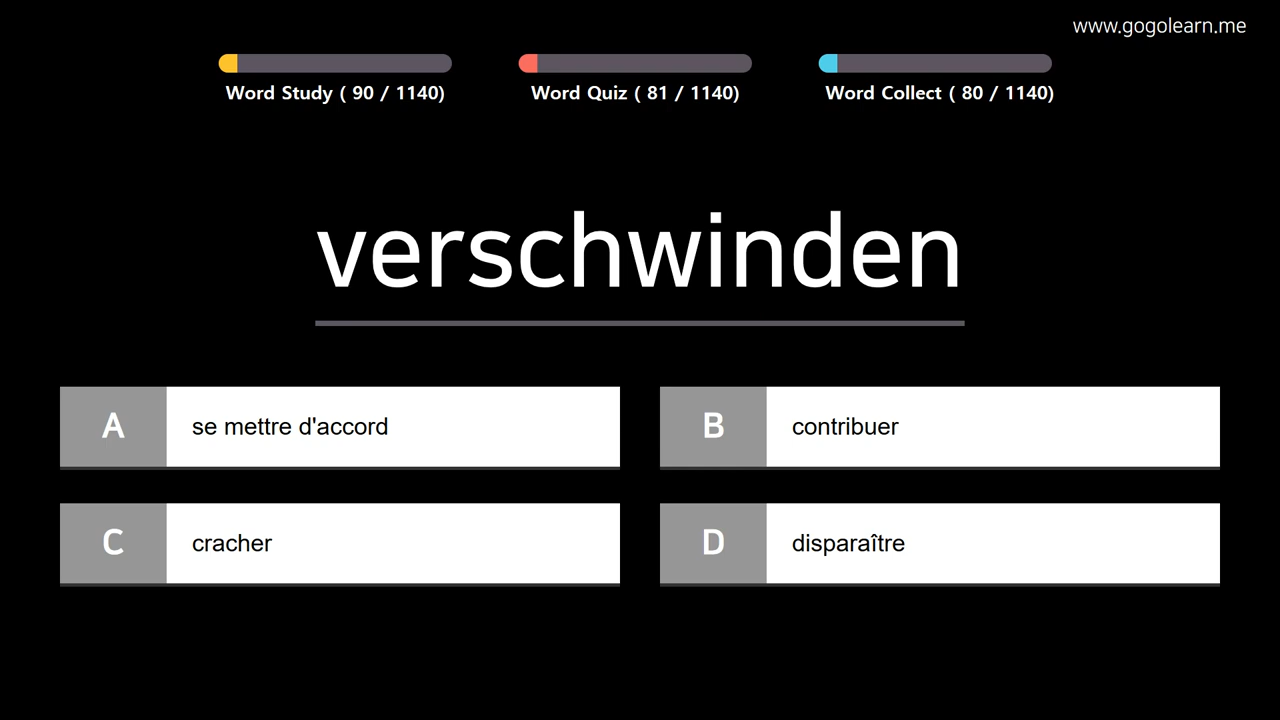 www.gogolearn.me
Word Study ( 90 / 1140)
Word Quiz ( 81 / 1140)
Word Collect ( 80 / 1140)
verschwinden
A se mettre d'accord
B contribuer
C cracher
D disparaître